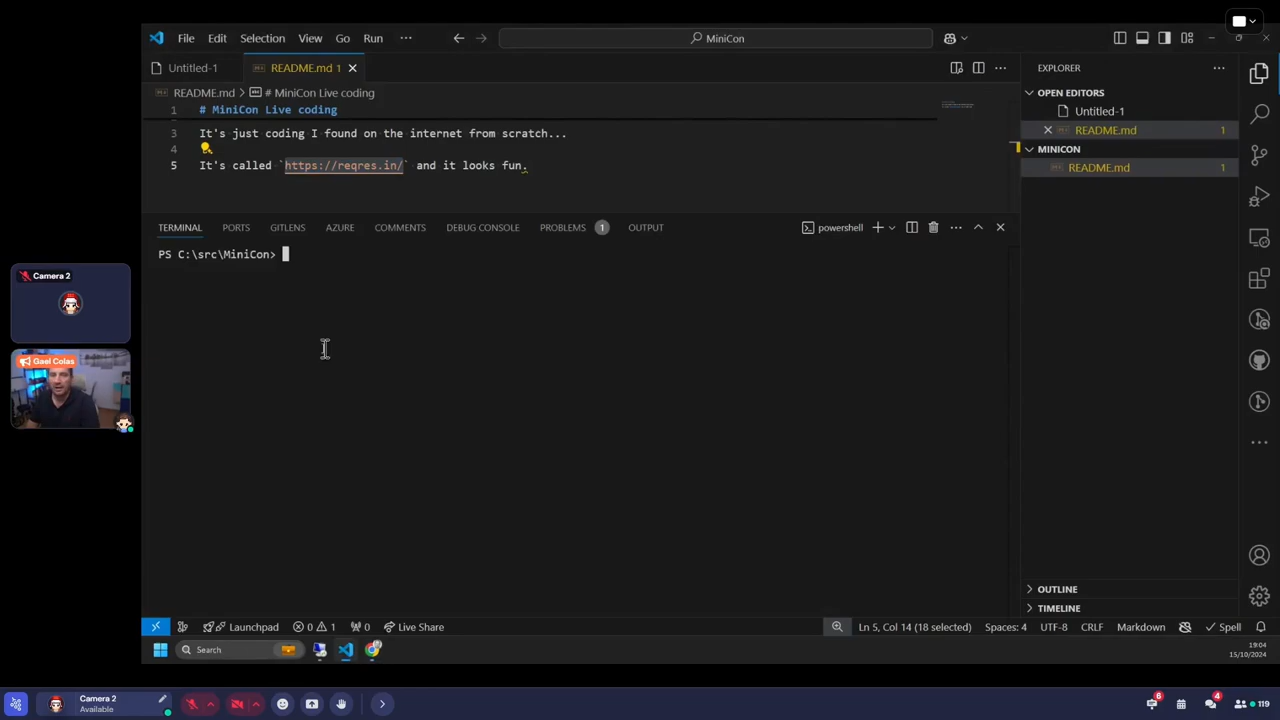 File Edit Selection View Go Run ··· MiniCon
Untitled-1 README.md 1
EXPLORER
README.md > # MiniCon Live coding
OPEN EDITORS
1 # MiniCon Live coding
Untitled-1
3 It's just coding I found on the internet from scratch...
README.md 1
4
MINICON
5 It's called `https://reqres.in/` and it looks fun.
README.md 1
TERMINAL PORTS GITLENS AZURE COMMENTS DEBUG CONSOLE PROBLEMS 1 OUTPUT powershell
PS C:\src\MiniCon>
Camera 2
Gael Colas
OUTLINE
TIMELINE
Launchpad 0 1 0 Live Share Ln 5, Col 14 (18 selected) Spaces: 4 UTF-8 CRLF Markdown Spell
Search
19:04
15/10/2024
Camera 2
Available
6 4 119